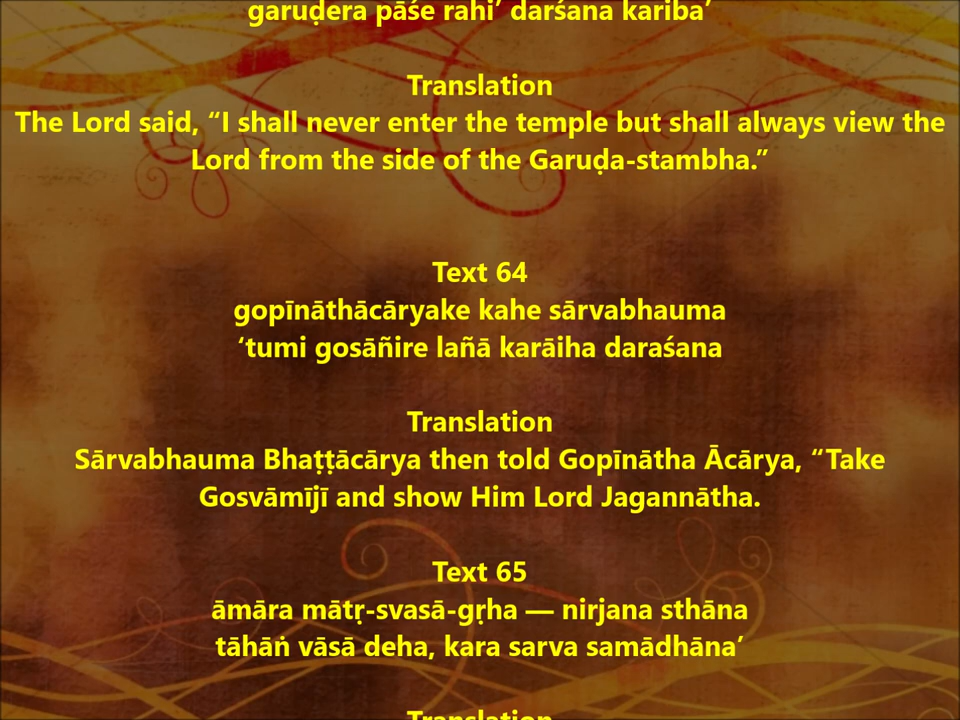 garuḍera pāśe rahi’ darśana kariba’
Translation
The Lord said, “I shall never enter the temple but shall always view the
Lord from the side of the Garuḍa-stambha.”
Text 64
gopīnāthācāryake kahe sārvabhauma
‘tumi gosāñire lañā karāiha daraśana
Translation
Sārvabhauma Bhaṭṭācārya then told Gopīnātha Ācārya, “Take
Gosvāmījī and show Him Lord Jagannātha.
Text 65
āmāra mātṛ-svasā-gṛha — nirjana sthāna
tāhāṅ vāsā deha, kara sarva samādhāna’
Translation